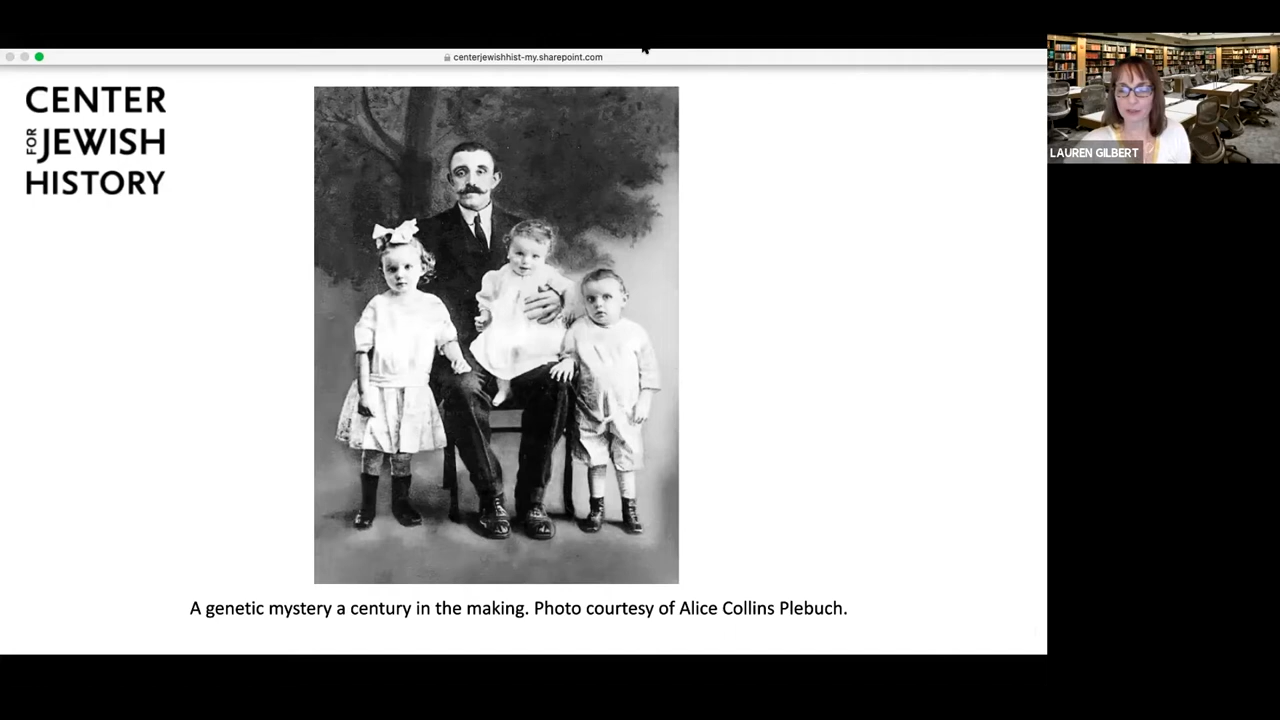 centerjewishhist-my.sharepoint.com
CENTER
FOR JEWISH
HISTORY
LAUREN GILBERT
A genetic mystery a century in the making. Photo courtesy of Alice Collins Plebuch.